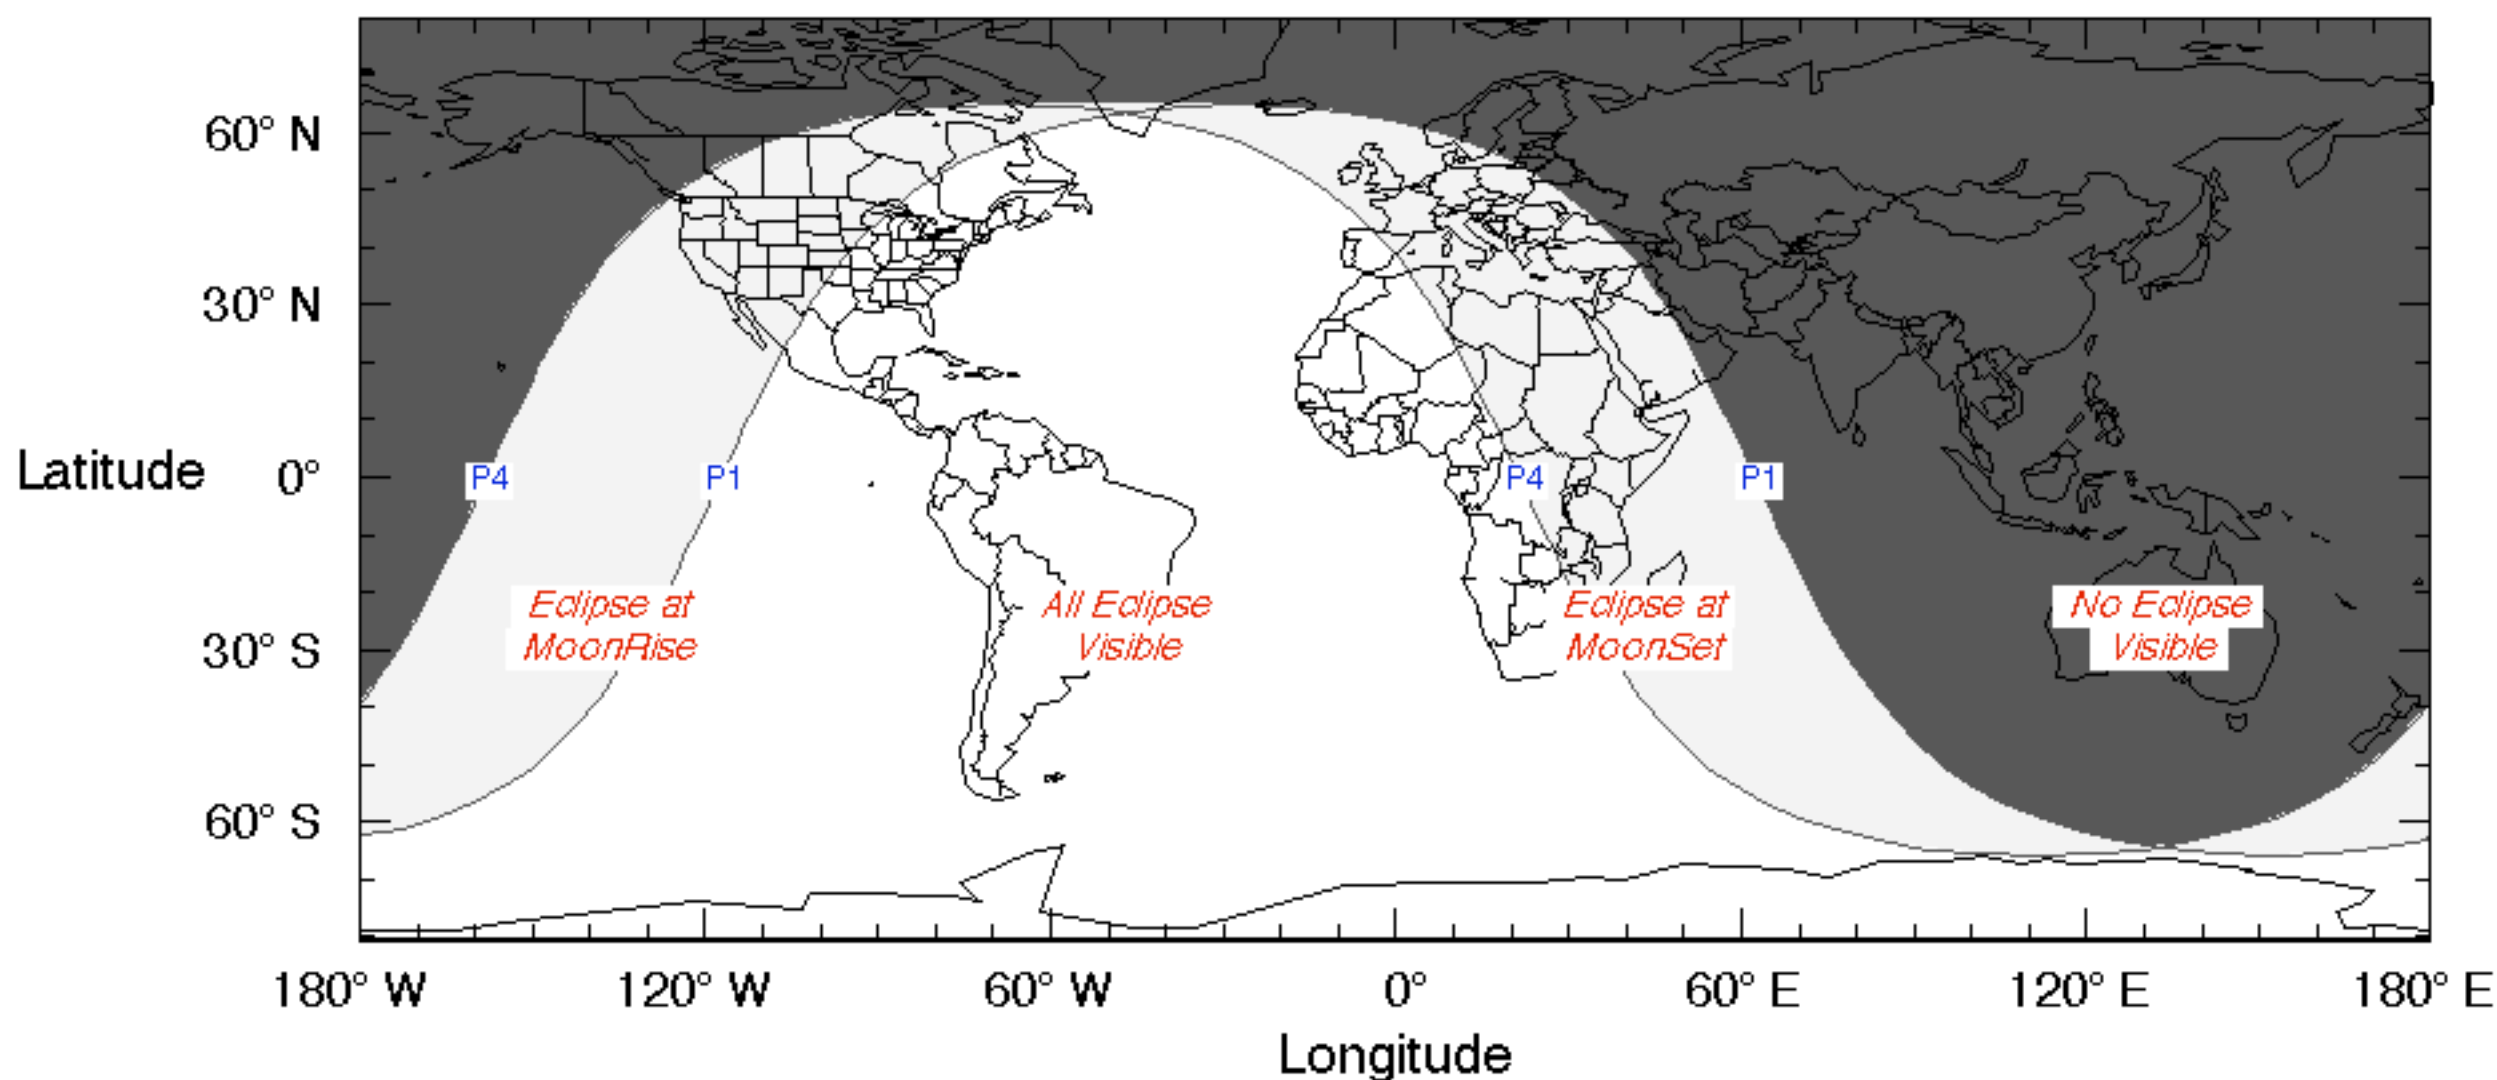 60° N
30° N
Latitude
0°
P4
P1
P4
P1
Eclipse at
MoonRise
All Eclipse
Visible
Eclipse at
MoonSet
No Eclipse
Visible
30° S
60° S
180° W
120° W
60° W
0°
60° E
120° E
180° E
Longitude